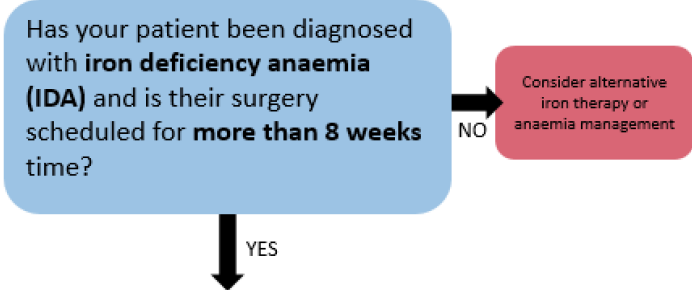 Has your patient been diagnosed
with iron deficiency anaemia
(IDA) and is their surgery
scheduled for more than 8 weeks
time?
NO
Consider alternative
iron therapy or
anaemia management
YES